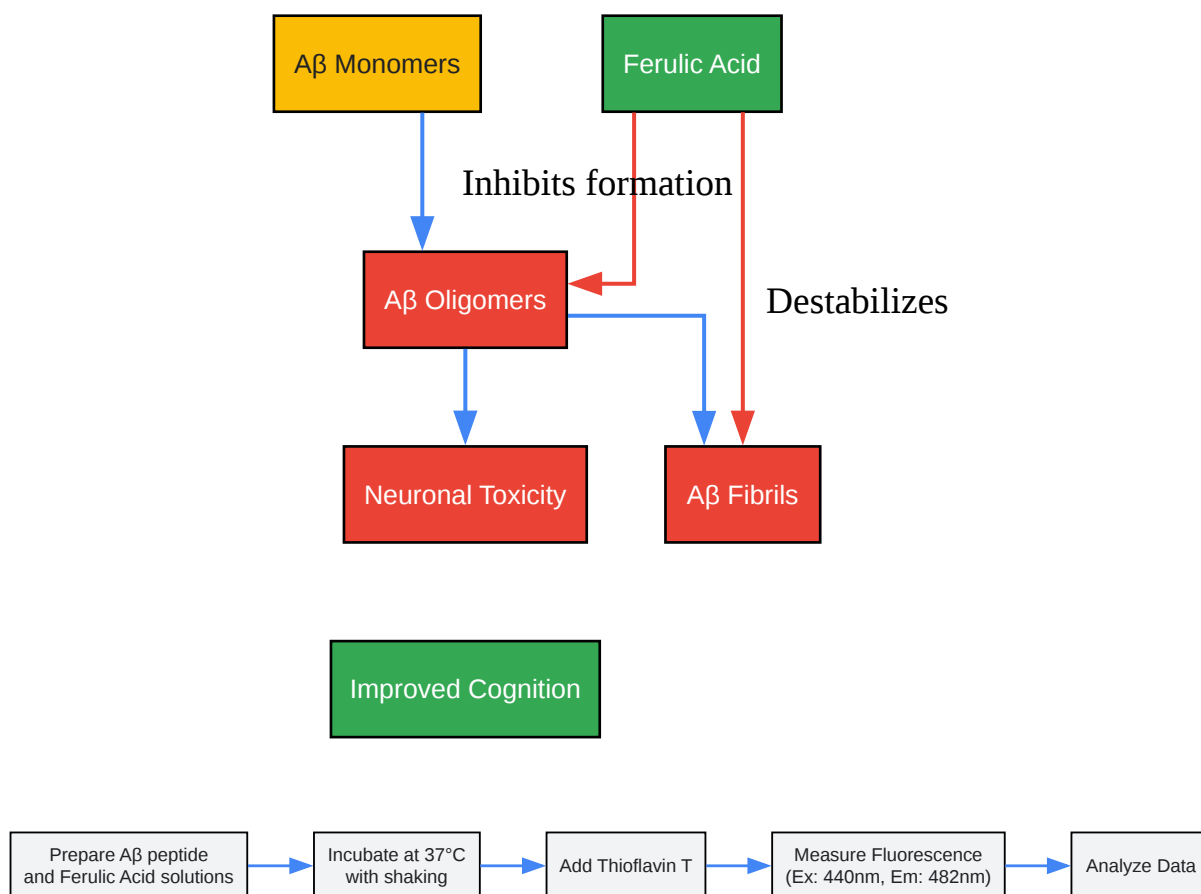 Aβ Monomers
Ferulic Acid
Inhibits formation
Aβ Oligomers
Destabilizes
Neuronal Toxicity
Aβ Fibrils
Improved Cognition
Prepare Aβ peptide
and Ferulic Acid solutions
Incubate at 37°C
with shaking
Add Thioflavin T
Measure Fluorescence
(Ex: 440nm, Em: 482nm)
Analyze Data